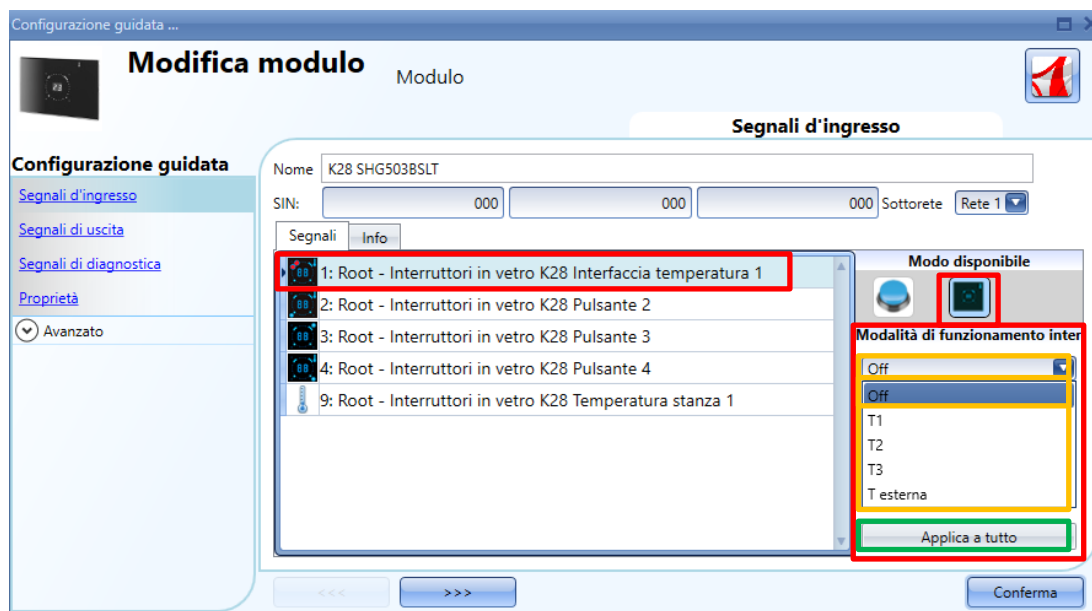 Configurazione guidata ...
Modifica modulo
Modulo
Segnali d'ingresso
Configurazione guidata
Segnali d'ingresso
Segnali di uscita
Segnali di diagnostica
Proprietà
Avanzato
Nome K28 SHG503BSLT
SIN: 000 000 000 Sottorete Rete 1
Segnali Info
1: Root - Interruttori in vetro K28 Interfaccia temperatura 1
2: Root - Interruttori in vetro K28 Pulsante 2
3: Root - Interruttori in vetro K28 Pulsante 3
4: Root - Interruttori in vetro K28 Pulsante 4
9: Root - Interruttori in vetro K28 Temperatura stanza 1
Modo disponibile
Modalità di funzionamento inter
Off
Off
T1
T2
T3
T esterna
Applica a tutto
<<< >>> Conferma